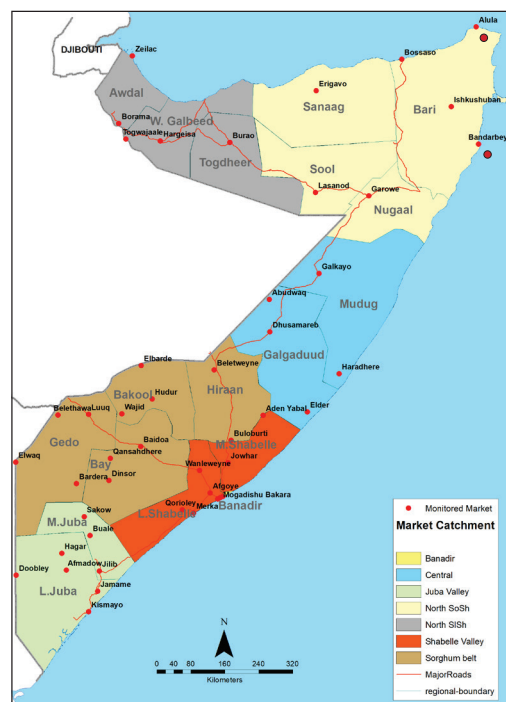 Alula
DJIBOUTI
Zeilac
Bossaso
Awdal
Erigavo
Sanaag
Bari
Ishkushuban
Borama
W. Galbeed
Togwajaale
Hargeisa
Burao
Bandarbey
Togdheer
Sool
Lasanod
Garowe
Nugaal
Galkayo
Abudwaq
Mudug
Dhusamareb
Galgaduud
Elbarde
Beletweyne
Haradhere
Bakool
Hudur
Hiraan
Belethawa
Luuq
Wajid
Aden Yabal
Elder
Gedo
Baidoa
Buloburti
M.Shabelle
Elwaq
Bay
Qansahdhere
Jowhar
Wanleweyne
Bardera
Dinsor
Afgoye
Mogadishu Bakara
Banadir
Qorioley
Merka
L.Shabelle
Sakow
M.Juba
Buale
Hagar
Doobley
Afmadow
Jilib
L.Juba
Jamame
Kismayo
N
0 40 80 160 240 320
Kilometers
Monitored Market
Market Catchment
Banadir
Central
Juba Valley
North SoSh
North SlSh
Shabelle Valley
Sorghum belt
MajorRoads
regional-boundary